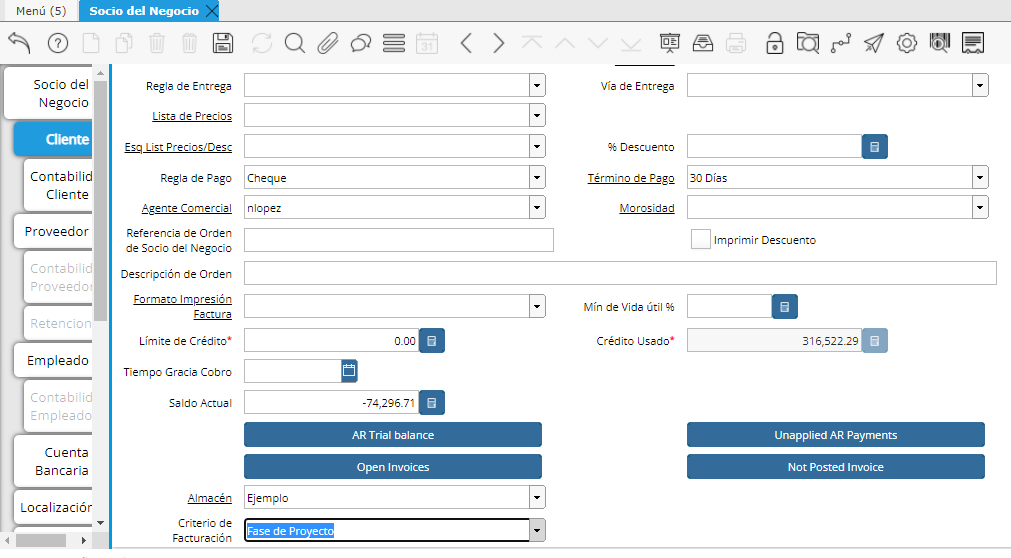 Menú (5)
Socio del Negocio
31
Socio del
Negocio
Cliente
Contabilid
Cliente
Proveedor
Contabilid
Proveedor
Retencion
Empleado
Contabilid
Empleado
Cuenta
Bancaria
Localización
Regla de Entrega
Vía de Entrega
Lista de Precios
Esq List Precios/Desc
% Descuento
Regla de Pago Cheque
Término de Pago 30 Días
Agente Comercial nlopez
Morosidad
Referencia de Orden
de Socio del Negocio
Imprimir Descuento
Descripción de Orden
Formato Impresión
Factura
Mín de Vida útil %
Límite de Crédito* 0.00
Crédito Usado* 316,522.29
Tiempo Gracia Cobro
Saldo Actual -74,296.71
AR Trial balance
Unapplied AR Payments
Open Invoices
Not Posted Invoice
Almacén Ejemplo
Criterio de
Facturación
Fase de Proyecto